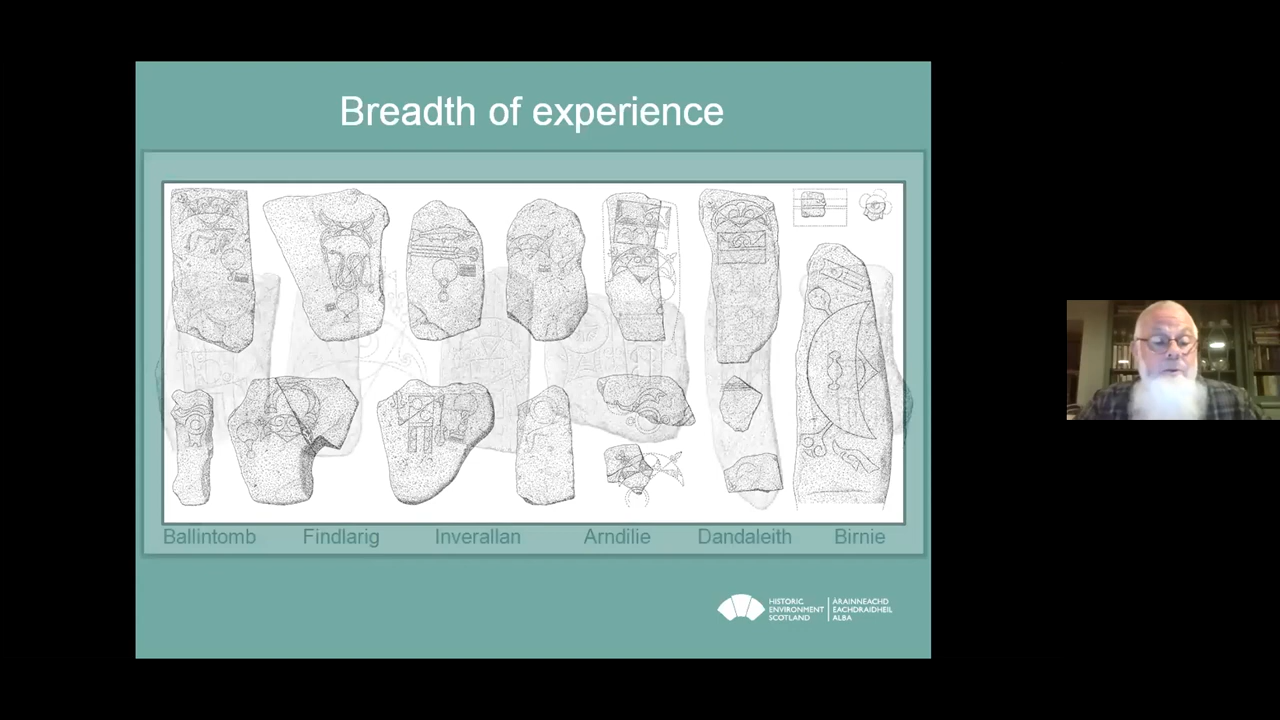 Breadth of experience
Ballintomb Findlarig Inverallan Arndilie Dandaleith Birnie
HISTORIC ÀRAINNEACHD
ENVIRONMENT EACHDRAIDHEIL
SCOTLAND ALBA